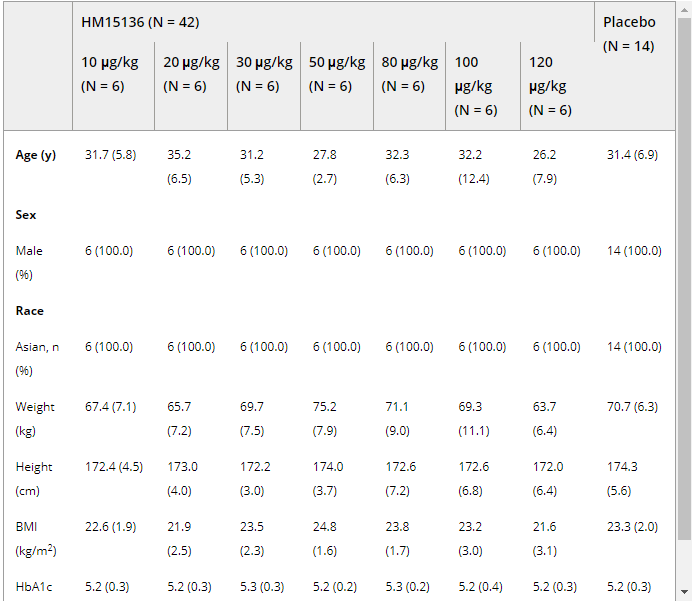 HM15136 (N = 42) Placebo
(N = 14)
10 µg/kg 20 µg/kg 30 µg/kg 50 µg/kg 80 µg/kg 100 120
(N = 6) (N = 6) (N = 6) (N = 6) (N = 6) µg/kg µg/kg
(N = 6) (N = 6)
Age (y) 31.7 (5.8) 35.2 31.2 27.8 32.3 32.2 26.2 31.4 (6.9)
(6.5) (5.3) (2.7) (6.3) (12.4) (7.9)
Sex
Male 6 (100.0) 6 (100.0) 6 (100.0) 6 (100.0) 6 (100.0) 6 (100.0) 6 (100.0) 14 (100.0)
(%)
Race
Asian, n 6 (100.0) 6 (100.0) 6 (100.0) 6 (100.0) 6 (100.0) 6 (100.0) 6 (100.0) 14 (100.0)
(%)
Weight 67.4 (7.1) 65.7 69.7 75.2 71.1 69.3 63.7 70.7 (6.3)
(kg) (7.2) (7.5) (7.9) (9.0) (11.1) (6.4)
Height 172.4 (4.5) 173.0 172.2 174.0 172.6 172.6 172.0 174.3
(cm) (4.0) (3.0) (3.7) (7.2) (6.8) (6.4) (5.6)
BMI 22.6 (1.9) 21.9 23.5 24.8 23.8 23.2 21.6 23.3 (2.0)
(kg/m²) (2.5) (2.3) (1.6) (1.7) (3.0) (3.1)
HbA1c 5.2 (0.3) 5.2 (0.3) 5.3 (0.3) 5.2 (0.2) 5.3 (0.2) 5.2 (0.4) 5.2 (0.3) 5.2 (0.3)